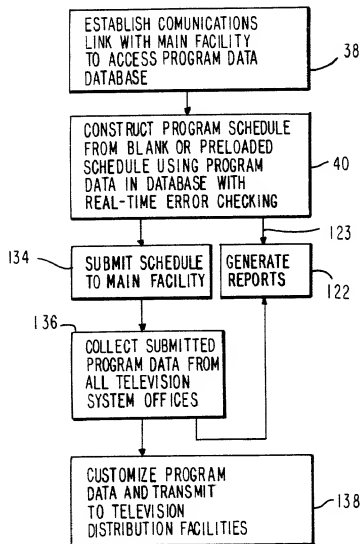 ESTABLISH COMUNICATIONS
LINK WITH MAIN FACILITY
TO ACCESS PROGRAM DATA
DATABASE
38
CONSTRUCT PROGRAM SCHEDULE
FROM BLANK OR PRELOADED
SCHEDULE USING PROGRAM
DATA IN DATABASE WITH
REAL-TIME ERROR CHECKING
40
123
134
SUBMIT SCHEDULE
TO MAIN FACILITY
GENERATE
REPORTS
122
136
COLLECT SUBMITTED
PROGRAM DATA FROM
ALL TELEVISION
SYSTEM OFFICES
CUSTOMIZE PROGRAM
DATA AND TRANSMIT
TO TELEVISION
DISTRIBUTION FACILITIES
138